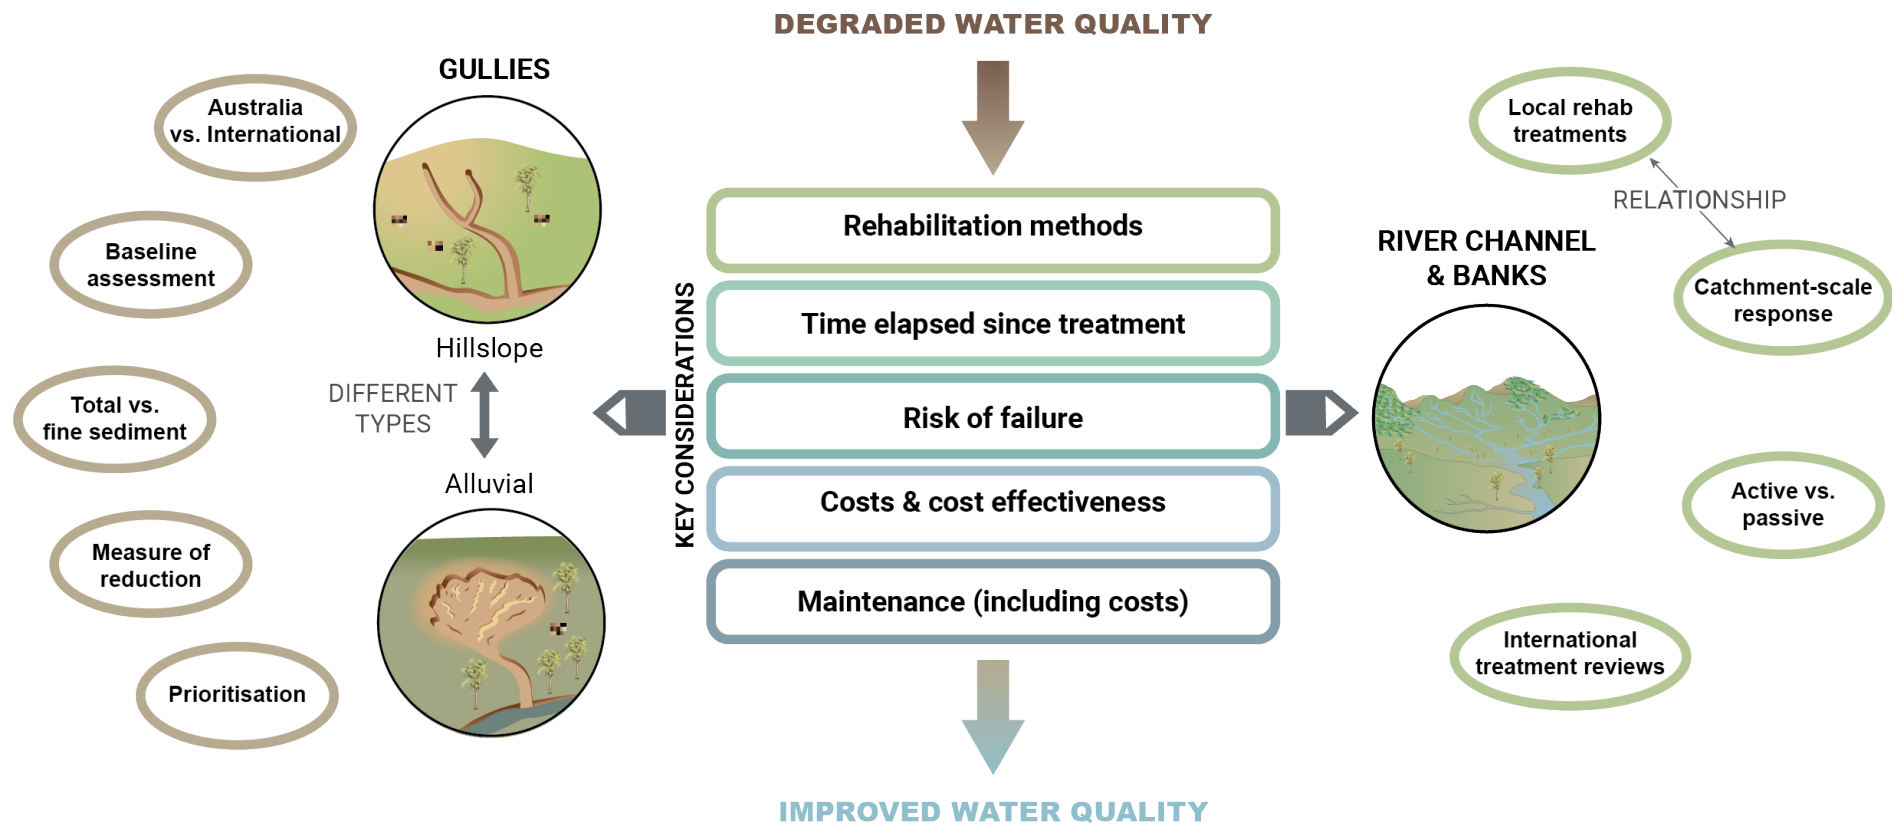 DEGRADED WATER QUALITY
GULLIES
Australia
vs. International
Baseline
assessment
Total vs.
fine sediment
Measure of
reduction
Prioritisation
Hillslope
DIFFERENT
TYPES
Alluvial
KEY CONSIDERATIONS
Rehabilitation methods
Time elapsed since treatment
Risk of failure
Costs & cost effectiveness
Maintenance (including costs)
RIVER CHANNEL
& BANKS
Local rehab
treatments
RELATIONSHIP
Catchment-scale
response
Active vs.
passive
International
treatment reviews
IMPROVED WATER QUALITY